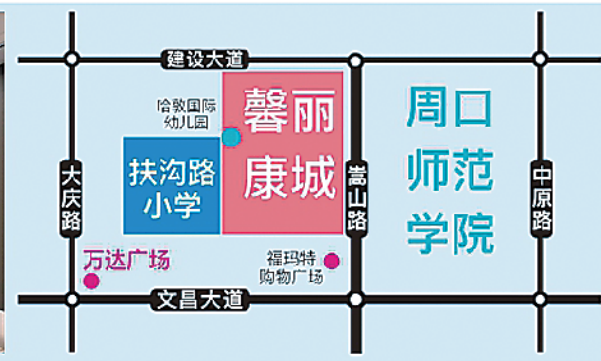 建设大道
哈敦国际
幼儿园
馨丽
康城
扶沟路
小学
周口
师范
学院
大庆路
嵩山路
中原路
万达广场
福玛特
购物广场
文昌大道